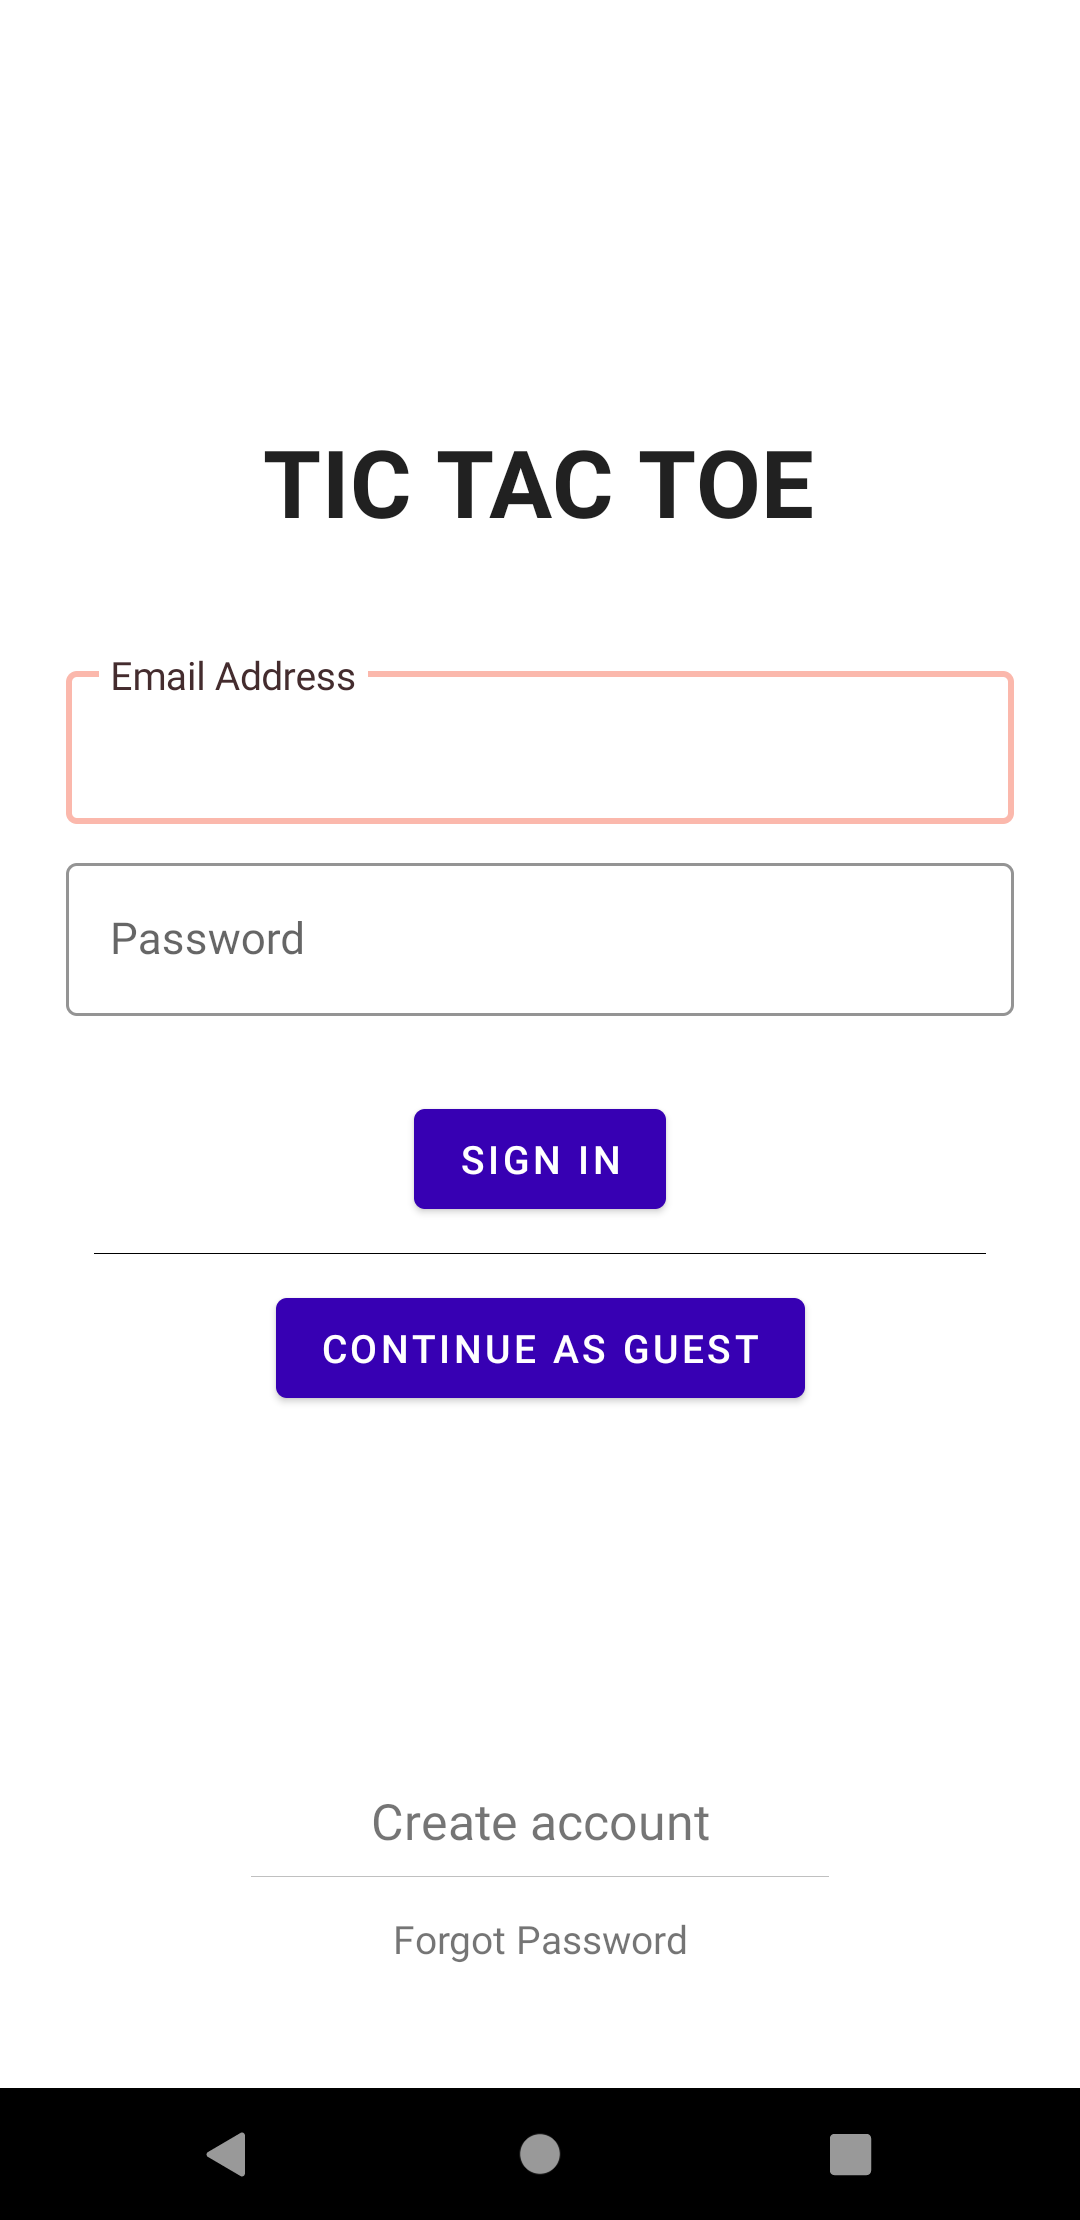 TIC TAC TOE
Email Address
Password
SIGN IN
CONTINUE AS GUEST
Create account
Forgot Password